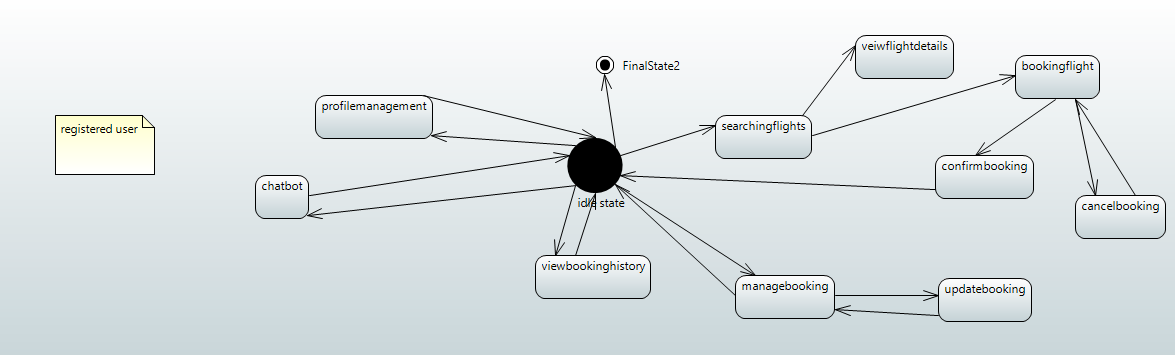 veiwflightdetails
FinalState2
bookingflight
profilemanagement
registered user
searchingflights
confirmbooking
chatbot
idle state
cancelbooking
viewbookinghistory
managebooking
updatebooking